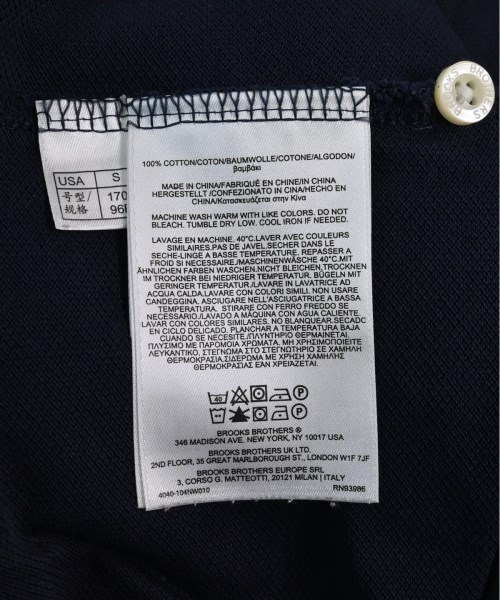 BROOKS BROTHERS
USA S
号型/ 170
规格 96
100% COTTON/COTON/BAUMWOLLE/COTONE/ALGODON/
βαμβάκι
MADE IN CHINA/FABRIQUÉ EN CHINE/IN CHINA
HERGESTELLT/CONFEZIONATO IN CINA/HECHO EN
CHINA/Κατασκευάζεται στην Κίνα
MACHINE WASH WARM WITH LIKE COLORS. DO NOT
BLEACH. TUMBLE DRY LOW. COOL IRON IF NEEDED.
LAVAGE EN MACHINE. 40°C.LAVER AVEC COULEURS
SIMILAIRES.PAS DE JAVEL.SECHER DANS LE
SECHE-LINGE A BASSE TEMPERATURE. REPASSER A
FROID SI NECESSAIRE./MASCHINENWÄSCHE 40°C.MIT
ÄHNLICHEN FARBEN WASCHEN.NICHT BLEICHEN,TROCKNEN
IM TROCKNER BEI NIEDRIGER TEMPERATUR. BÜGELN MIT
GERINGER TEMPERATUR./LAVARE IN LAVATRICE AD
ACQUA CALDA.LAVARE CON COLORI SIMILI. NON USARE
CANDEGGINA. ASCIUGARE NELL'ASCIUGATRICE A BASSA
TEMPERATURA. STIRARE CON FERRO FREDDO SE
NECESSARIO./LAVADO A MÁQUINA CON AGUA CALIENTE.
LAVAR CON COLORES SIMILARES. NO BLANQUEAR.SECADO
EN CICLO DELICADO. PLANCHAR A TEMPERATURA BAJA
CUANDO SE NECESITE./ΠΛΥΝΤΗΡΙΟ ΘΕΡΜΑΙΝΕΙ.
ΠΛΥΣΙΜΟ ΜΕ ΠΑΡΟΜΟΙΑ ΧΡΩΜΑΤΑ. ΜΗ ΧΡΗΣΙΜΟΠΟΙΕΙΤΕ
ΛΕΥΚΑΝΤΙΚΟ. ΣΤΕΓΝΩΜΑ ΣΤΟ ΣΤΕΓΝΩΤΗΡΙΟ ΣΕ ΧΑΜΗΛΗ
ΘΕΡΜΟΚΡΑΣΙΑ.ΣΙΔΕΡΩΜΑ ΜΕ ΧΑΜΗΛΗ
ΘΕΡΜΟΚΡΑΣΙΑ ΕΑΝ ΧΡΕΙΑΖΕΤΑΙ.
40 P
P
BROOKS BROTHERS ®
346 MADISON AVE. NEW YORK, NY 10017 USA
BROOKS BROTHERS UK LTD.
2ND FLOOR, 35 GREAT MARLBOROUGH ST., LONDON W1F 7JF
BROOKS BROTHERS EUROPE SRL
3, CORSO G. MATTEOTTI, 20121 MILAN | ITALY
4040-104NW010 RN93986